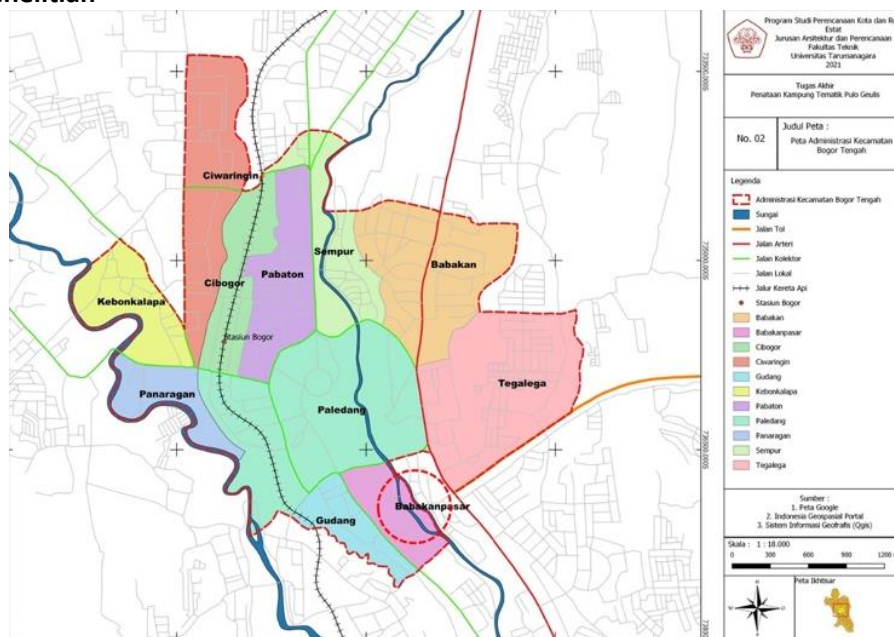 Program Studi Perencanaan Kota dan
Estat
Jurusan Arsitektur dan Perencanaan
Fakultas Teknik
Universitas Tarumanagara
2021
Tugas Akhir
Penataan Kampung Tematik Pulo Geulis
No. 02
Judul Peta :
Peta Administrasi Kecamatan
Bogor Tengah
Legenda
Administrasi Kecamatan Bogor Tengah
Sungai
Jalan Tol
Jalan Arteri
Jalan Kolektor
Jalan Lokal
Jalur Kereta Api
Stasiun Bogor
Babakan
Babakanpasar
Cibogor
Ciwaringin
Gudang
Kebonkalapa
Pabaton
Paledang
Panaragan
Sempur
Tegalega
Sumber :
1. Peta Google
2. Indonesia Geospasial Portal
3. Sistem Informasi Geofrafis (Qgis)
Skala : 1 : 18.000
0 300 600 900 1200
Peta Ikhtisar
Ciwaringin
Sempur
Babakan
Pabaton
Cibogor
Kebonkalapa
Stasiun Bogor
Tegalega
Panaragan
Paledang
Babakanpasar
Gudang